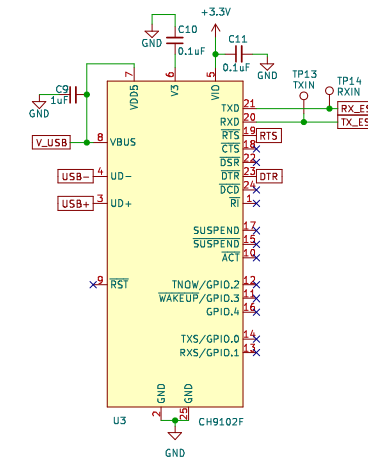 +3.3V
C10
GND
0.1uF
C11
0.1uF
GND
C9
1uF
GND
7
6
5
VDD5
V3
VIO
TP13
TXIN
TP14
RXIN
TXD
21
RX_ES
RXD
20
TX_ES
RTS
19
RTS
V_USB
8
VBUS
CTS
18
DSR
22
USB-
4
UD-
DTR
23
DTR
DCD
24
USB+
3
UD+
RI
1
SUSPEND
17
SUSPEND
15
ACT
10
9
RST
TNOW/GPIO.2
12
WAKEUP/GPIO.3
11
GPIO.4
16
TXS/GPIO.0
14
RXS/GPIO.1
13
GND
GND
2
25
U3
CH9102F
GND